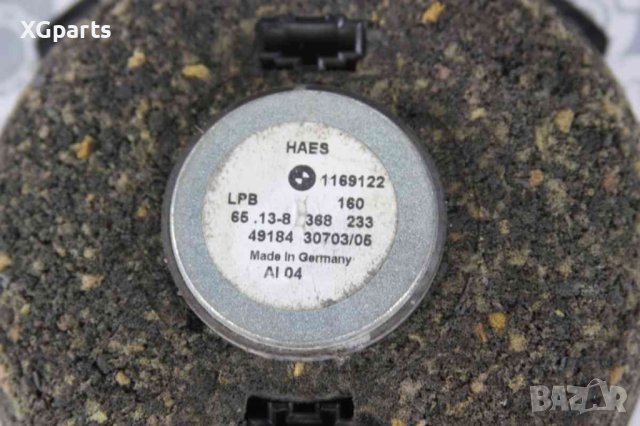 XGparts
HAES
1169122
LPB 160
65 .13-8 368 233
49184 30703/05
Made In Germany
AI 04
BAZAR